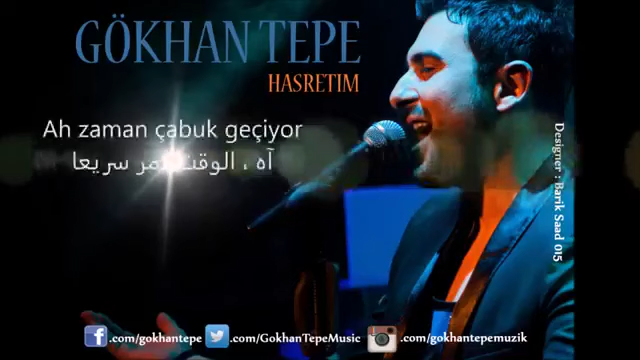 GÖKHAN TEPE
HASRETIM
Ah zaman çabuk geçiyor
آه ، الوقت يمر سريعا
Designer : Barik Saad 015
.com/gokhantepe
.com/GokhanTepeMusic
.com/gokhantepemuzik